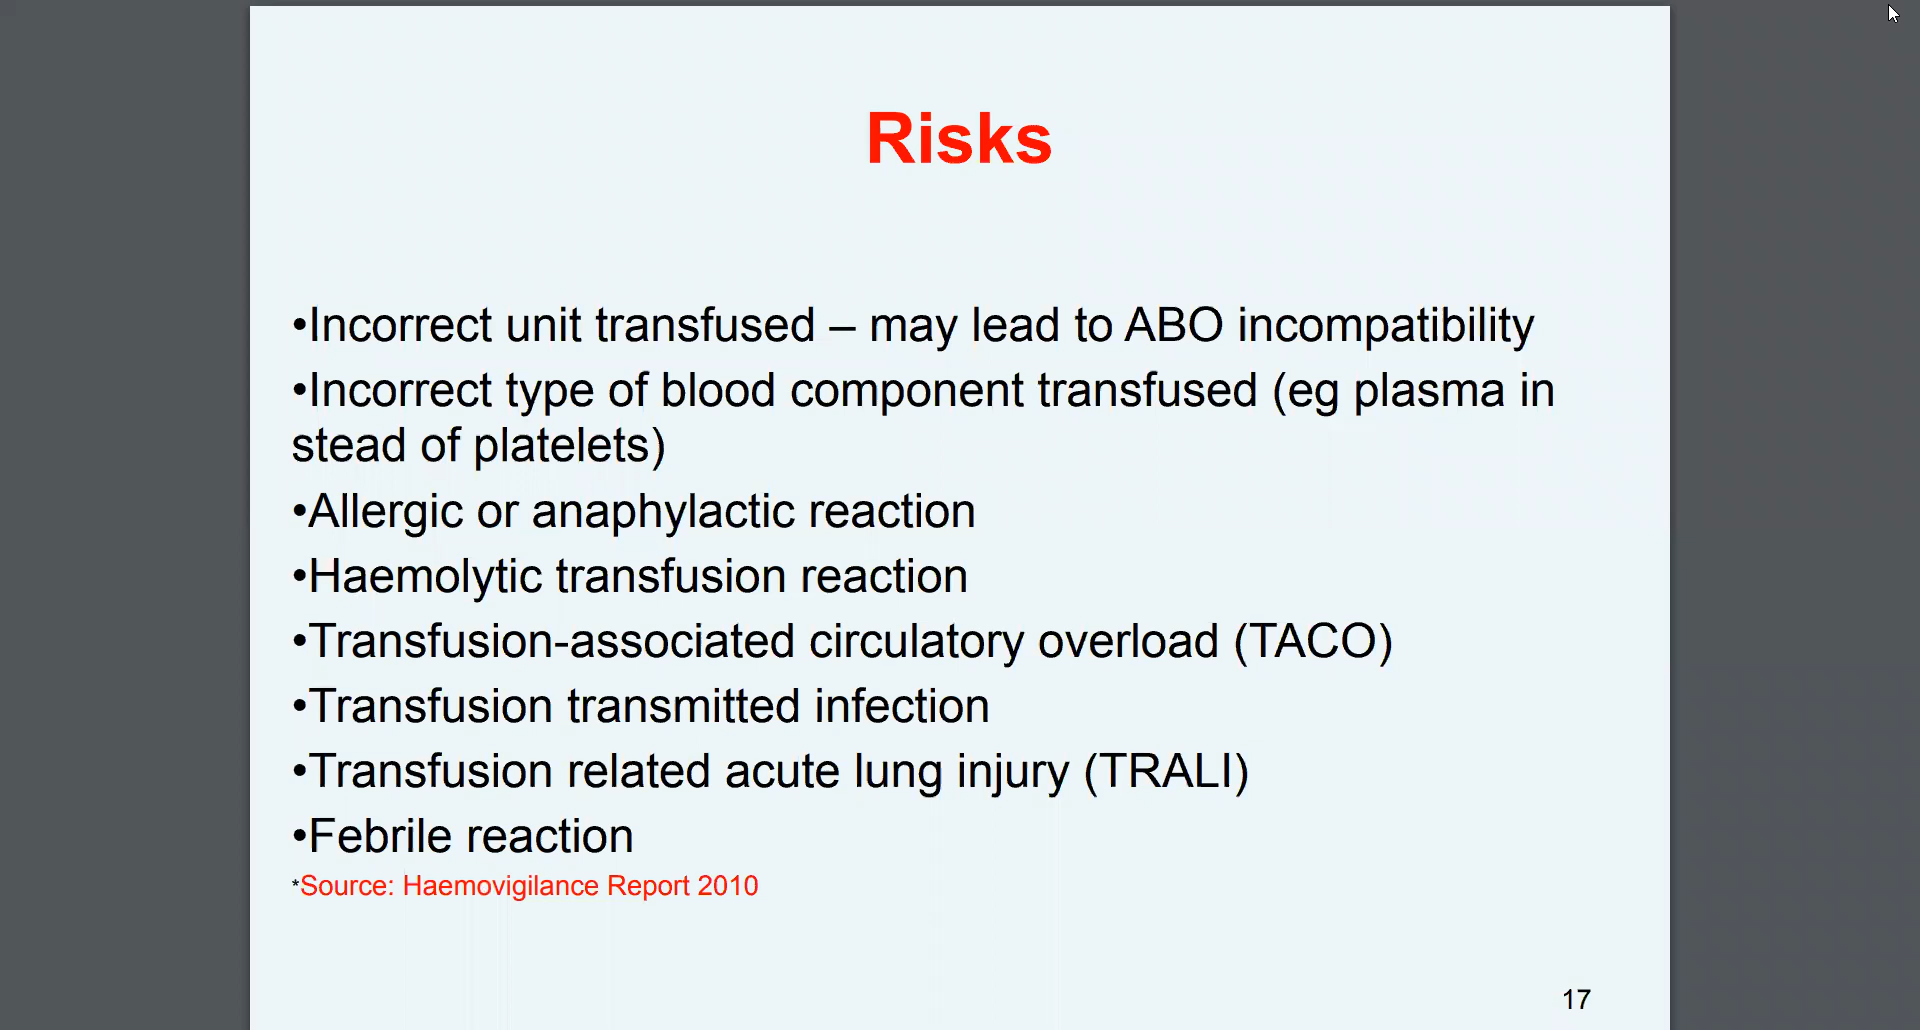 Risks
•Incorrect unit transfused – may lead to ABO incompatibility
•Incorrect type of blood component transfused (eg plasma in
stead of platelets)
•Allergic or anaphylactic reaction
•Haemolytic transfusion reaction
•Transfusion-associated circulatory overload (TACO)
•Transfusion transmitted infection
•Transfusion related acute lung injury (TRALI)
•Febrile reaction
*Source: Haemovigilance Report 2010
17